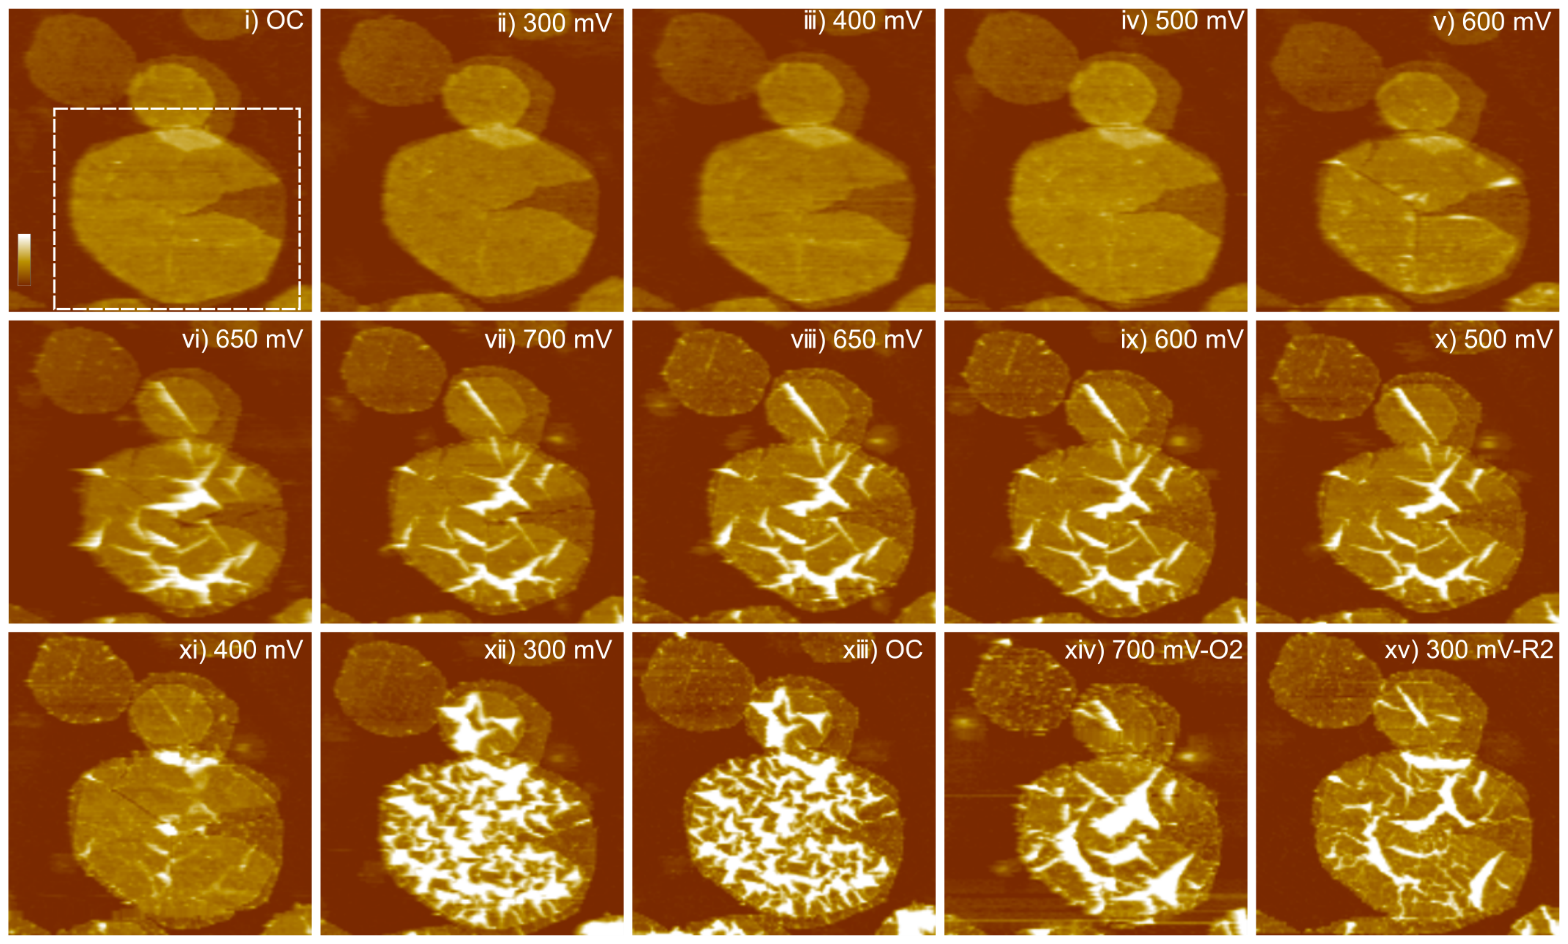 i) OC
ii) 300 mV
iii) 400 mV
iv) 500 mV
v) 600 mV
vi) 650 mV
vii) 700 mV
viii) 650 mV
ix) 600 mV
x) 500 mV
xi) 400 mV
xii) 300 mV
xiii) OC
xiv) 700 mV-O2
xv) 300 mV-R2